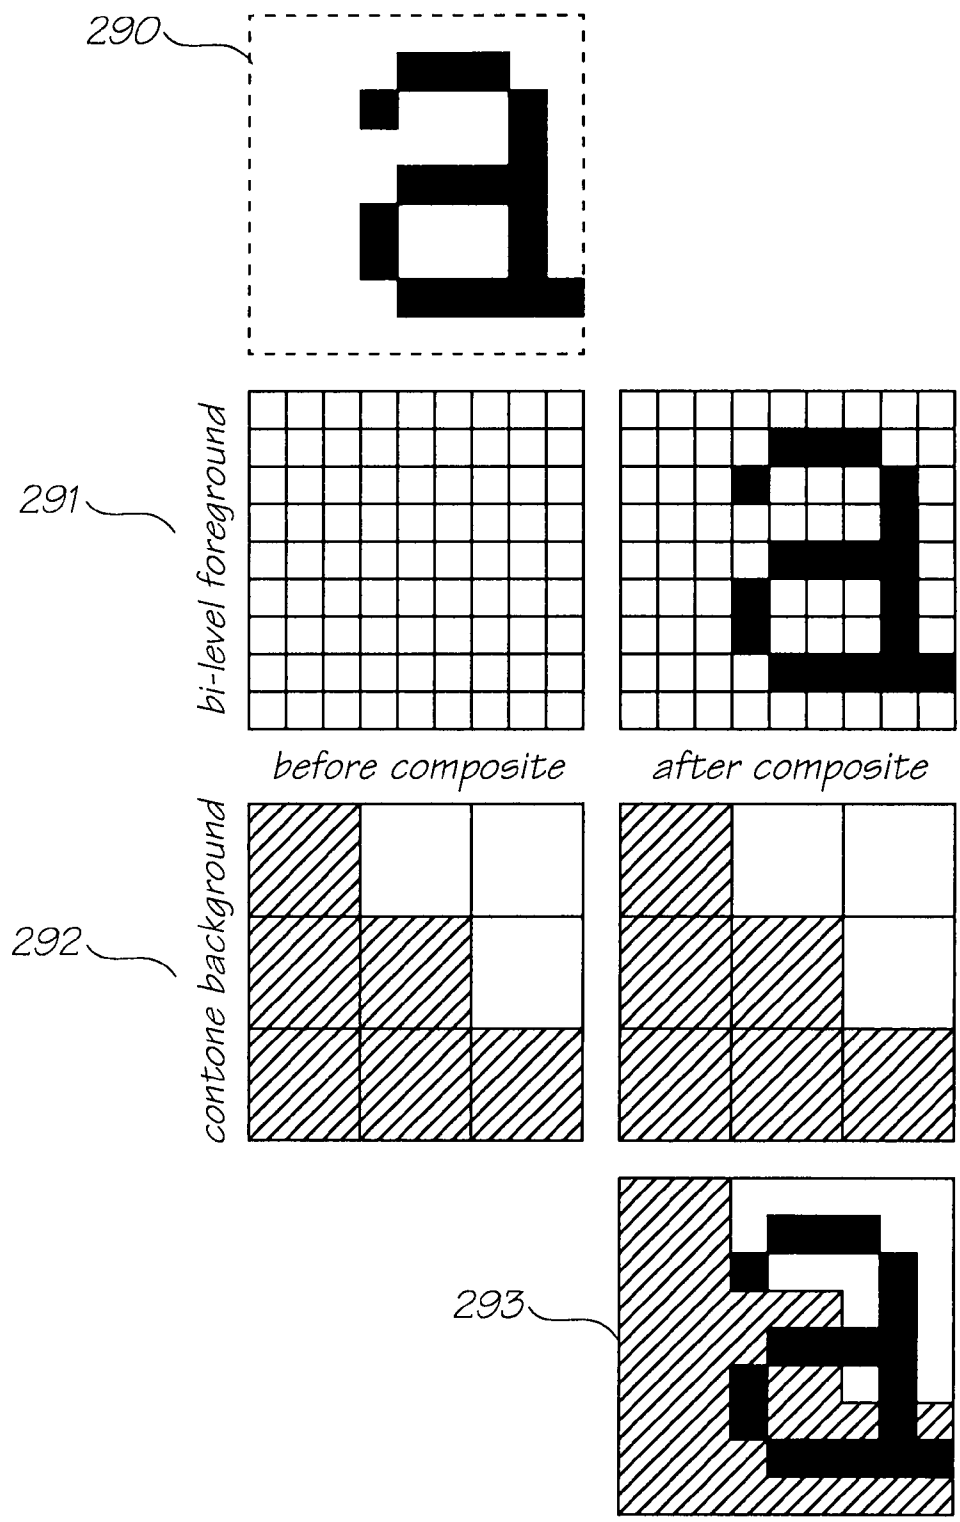 290
a
291
bi-level foreground
a
before composite
after composite
292
contone background
293
a